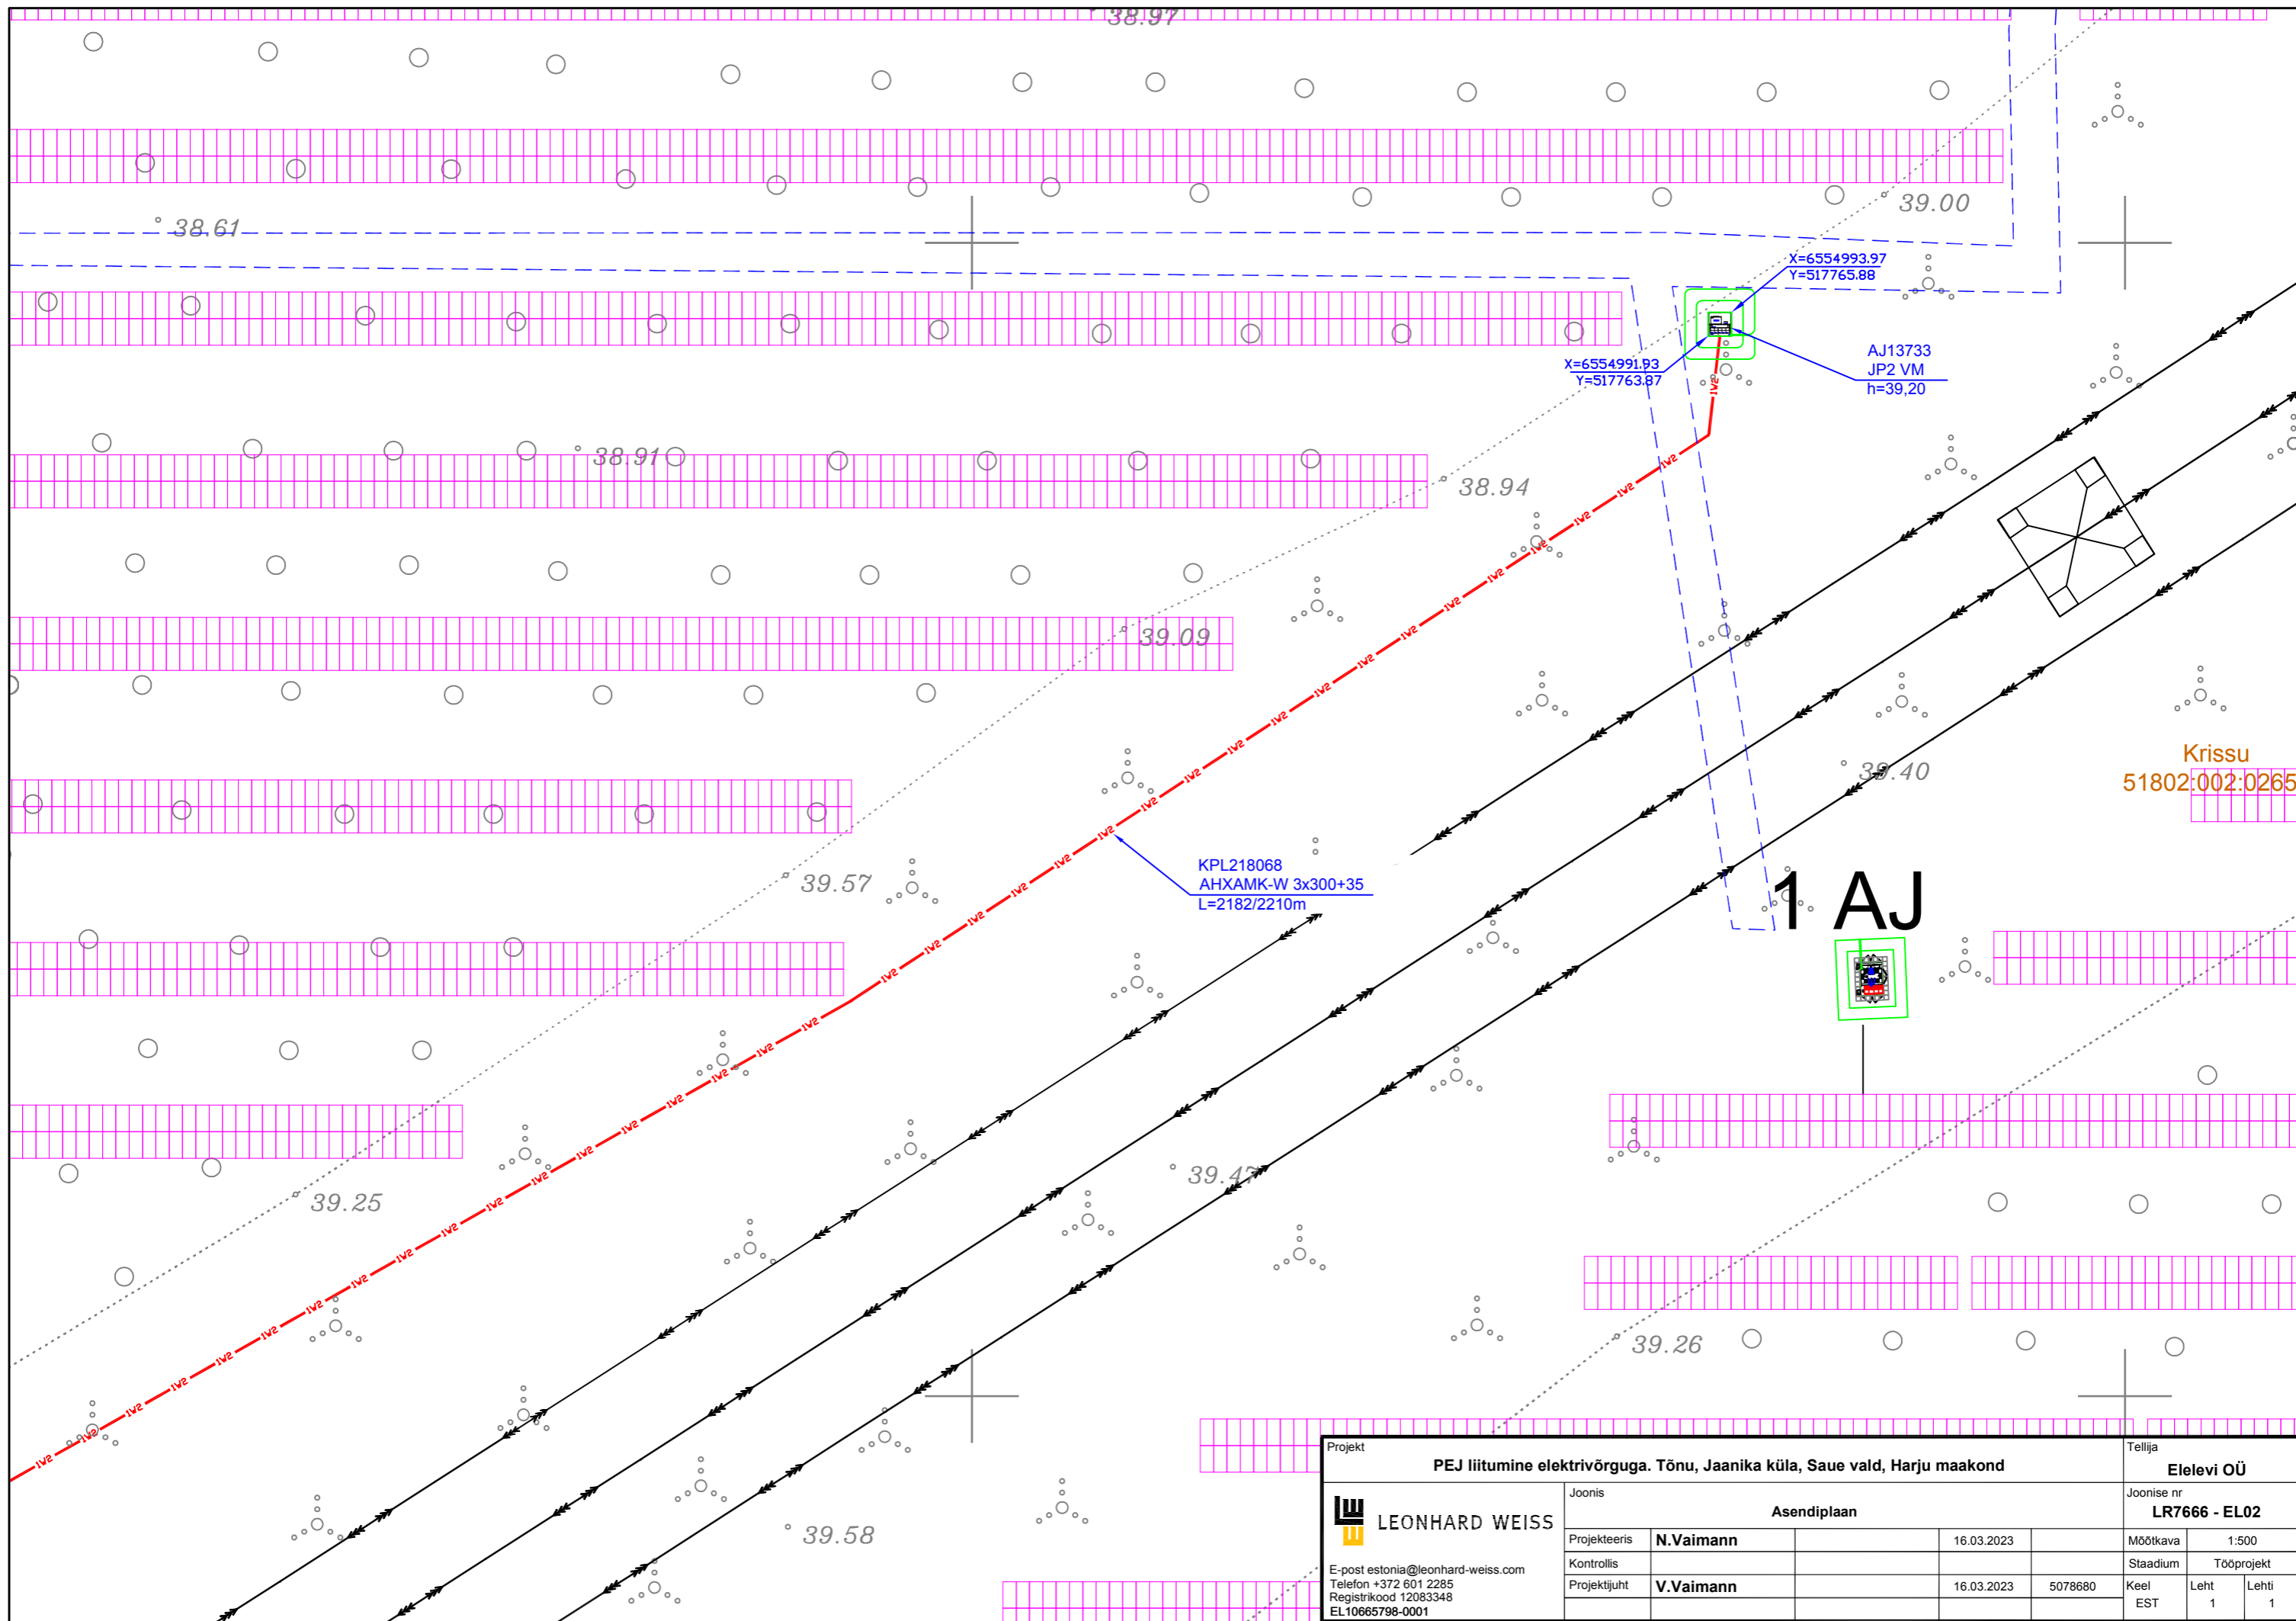 38.97
38.61
39.00
X=6554993.97
Y=517765.88
X=6554991.93
Y=517763.87
AJ13733
JP2 VM
h=39,20
38.91
38.94
39.09
39.40
Krissu
51802:002:0265
39.57
KPL218068
AHXAMK-W 3x300+35
L=2182/2210m
1 AJ
39.25
39.47
39.26
39.58
1W2
Projekt
PEJ liitumine elektrivõrguga. Tõnu, Jaanika küla, Saue vald, Harju maakond
Tellija
Elelevi OÜ
LEONHARD WEISS
E-post estonia@leonhard-weiss.com
Telefon +372 601 2285
Registrikood 12083348
EL10665798-0001
Joonis
Asendiplaan
Joonise nr
LR7666 - EL02
Projekteeris N.Vaimann 16.03.2023
Mõõtkava 1:500
Kontrollis
Staadium Tööprojekt
Projektijuht V.Vaimann 16.03.2023 5078680
Keel Leht Lehti
EST 1 1